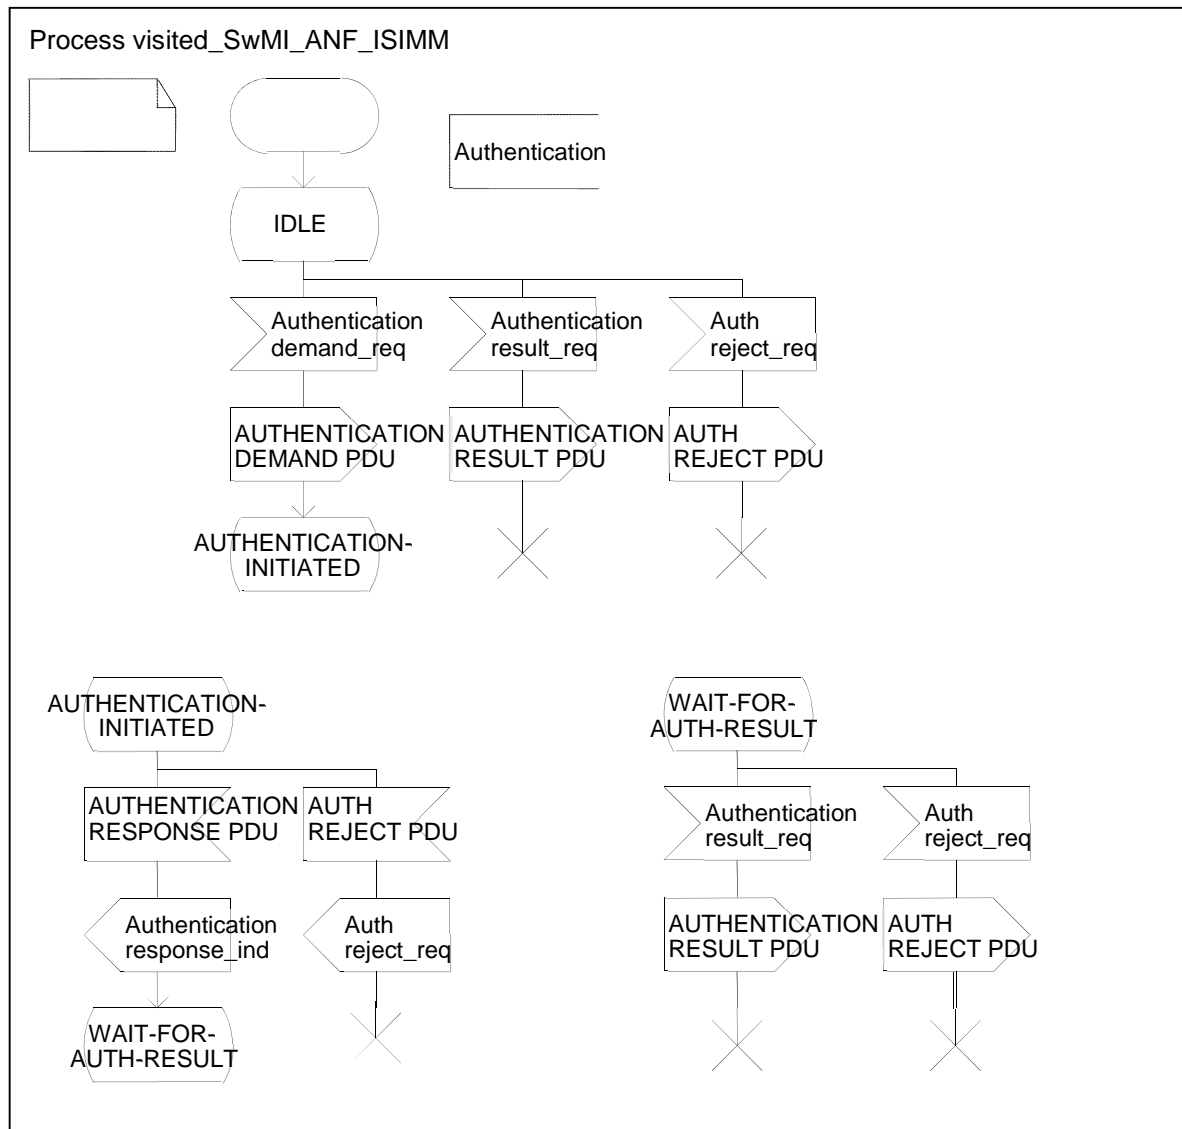 Process visited_SwMI_ANF_ISIMM
Authentication
IDLE
Authentication
demand_req
Authentication
result_req
Auth
reject_req
AUTHENTICATION
DEMAND PDU
AUTHENTICATION
RESULT PDU
AUTH
REJECT PDU
AUTHENTICATION-
INITIATED
AUTHENTICATION-
INITIATED
AUTHENTICATION
RESPONSE PDU
AUTH
REJECT PDU
Authentication
response_ind
Auth
reject_req
WAIT-FOR-
AUTH-RESULT
WAIT-FOR-
AUTH-RESULT
Authentication
result_req
Auth
reject_req
AUTHENTICATION
RESULT PDU
AUTH
REJECT PDU